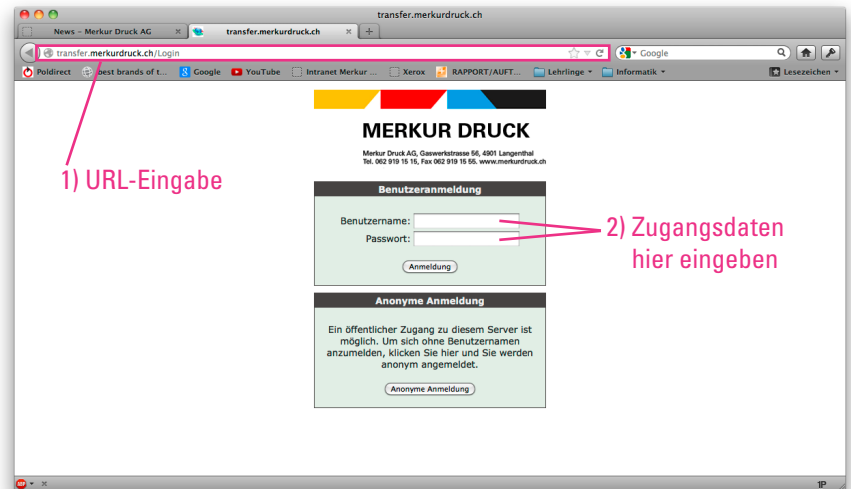 transfer.merkurdruck.ch
News – Merkur Druck AG
transfer.merkurdruck.ch
transfer.merkurdruck.ch/Login
Google
Poldirect
best brands of t...
Google
YouTube
Intranet Merkur ...
Xerox
RAPPORT/AUFT...
Lehrlinge
Informatik
Lesezeichen
MERKUR DRUCK
Merkur Druck AG, Gaswerkstrasse 56, 4901 Langenthal
Tel. 062 919 15 15, Fax 062 919 15 55. www.merkurdruck.ch
1) URL-Eingabe
Benutzeranmeldung
Benutzername:
Passwort:
Anmeldung
2) Zugangsdaten
hier eingeben
Anonyme Anmeldung
Ein öffentlicher Zugang zu diesem Server ist
möglich. Um sich ohne Benutzernamen
anzumelden, klicken Sie hier und Sie werden
anonym angemeldet.
Anonyme Anmeldung
ABP
1P